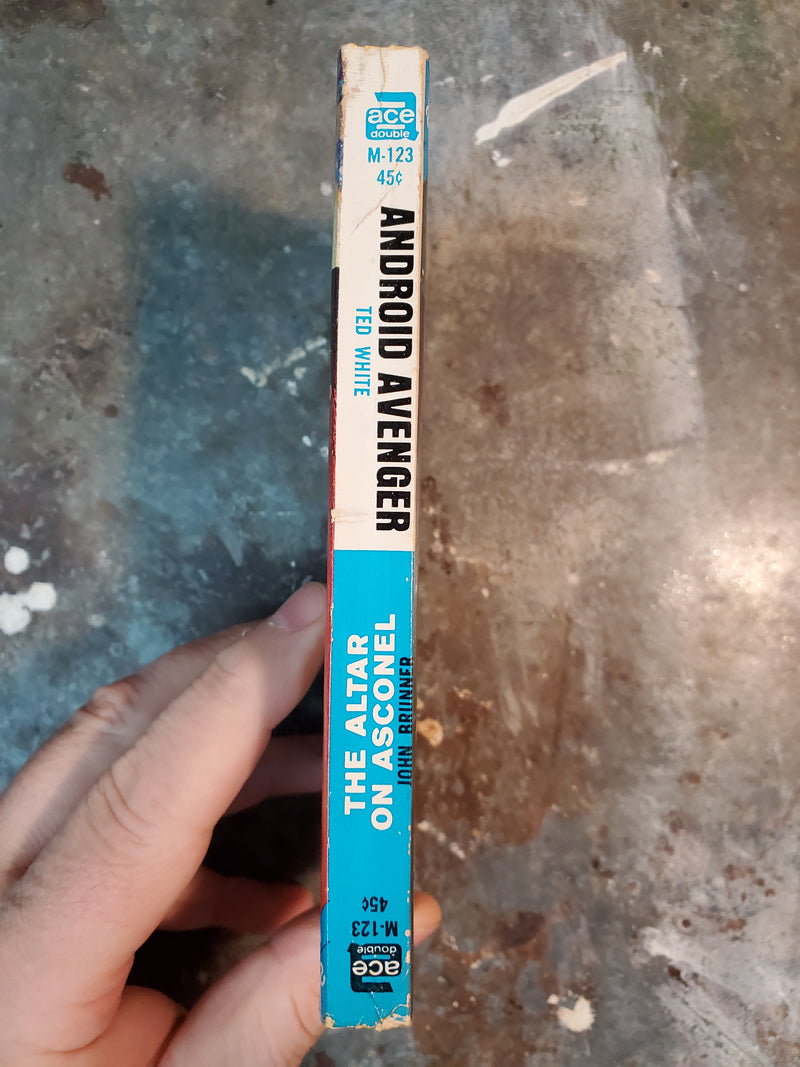 ace
double
M-123
45¢
ANDROID AVENGER
TED WHITE
THE ALTAR
ON ASCONEL
JOHN BRUNNER
45¢
M-123
double
ace